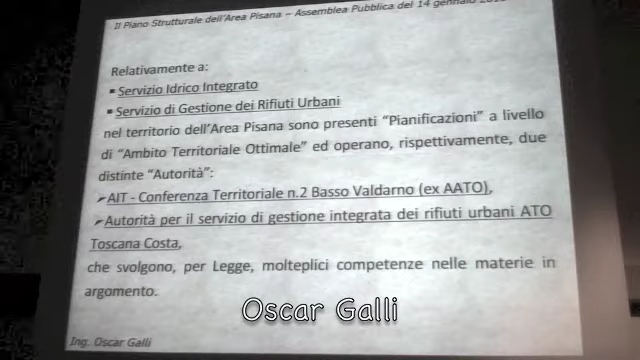 Il Piano Strutturale dell'Area Pisana – Assemblea Pubblica del 14 gennaio
Relativamente a:
▪ Servizio Idrico Integrato
▪ Servizio di Gestione dei Rifiuti Urbani
nel territorio dell'Area Pisana sono presenti "Pianificazioni" a livello
di "Ambito Territoriale Ottimale" ed operano, rispettivamente, due
distinte "Autorità":
➢AIT - Conferenza Territoriale n.2 Basso Valdarno (ex AATO),
➢Autorità per il servizio di gestione integrata dei rifiuti urbani ATO
Toscana Costa,
che svolgono, per Legge, molteplici competenze nelle materie in
argomento.
Oscar Galli
Ing. Oscar Galli